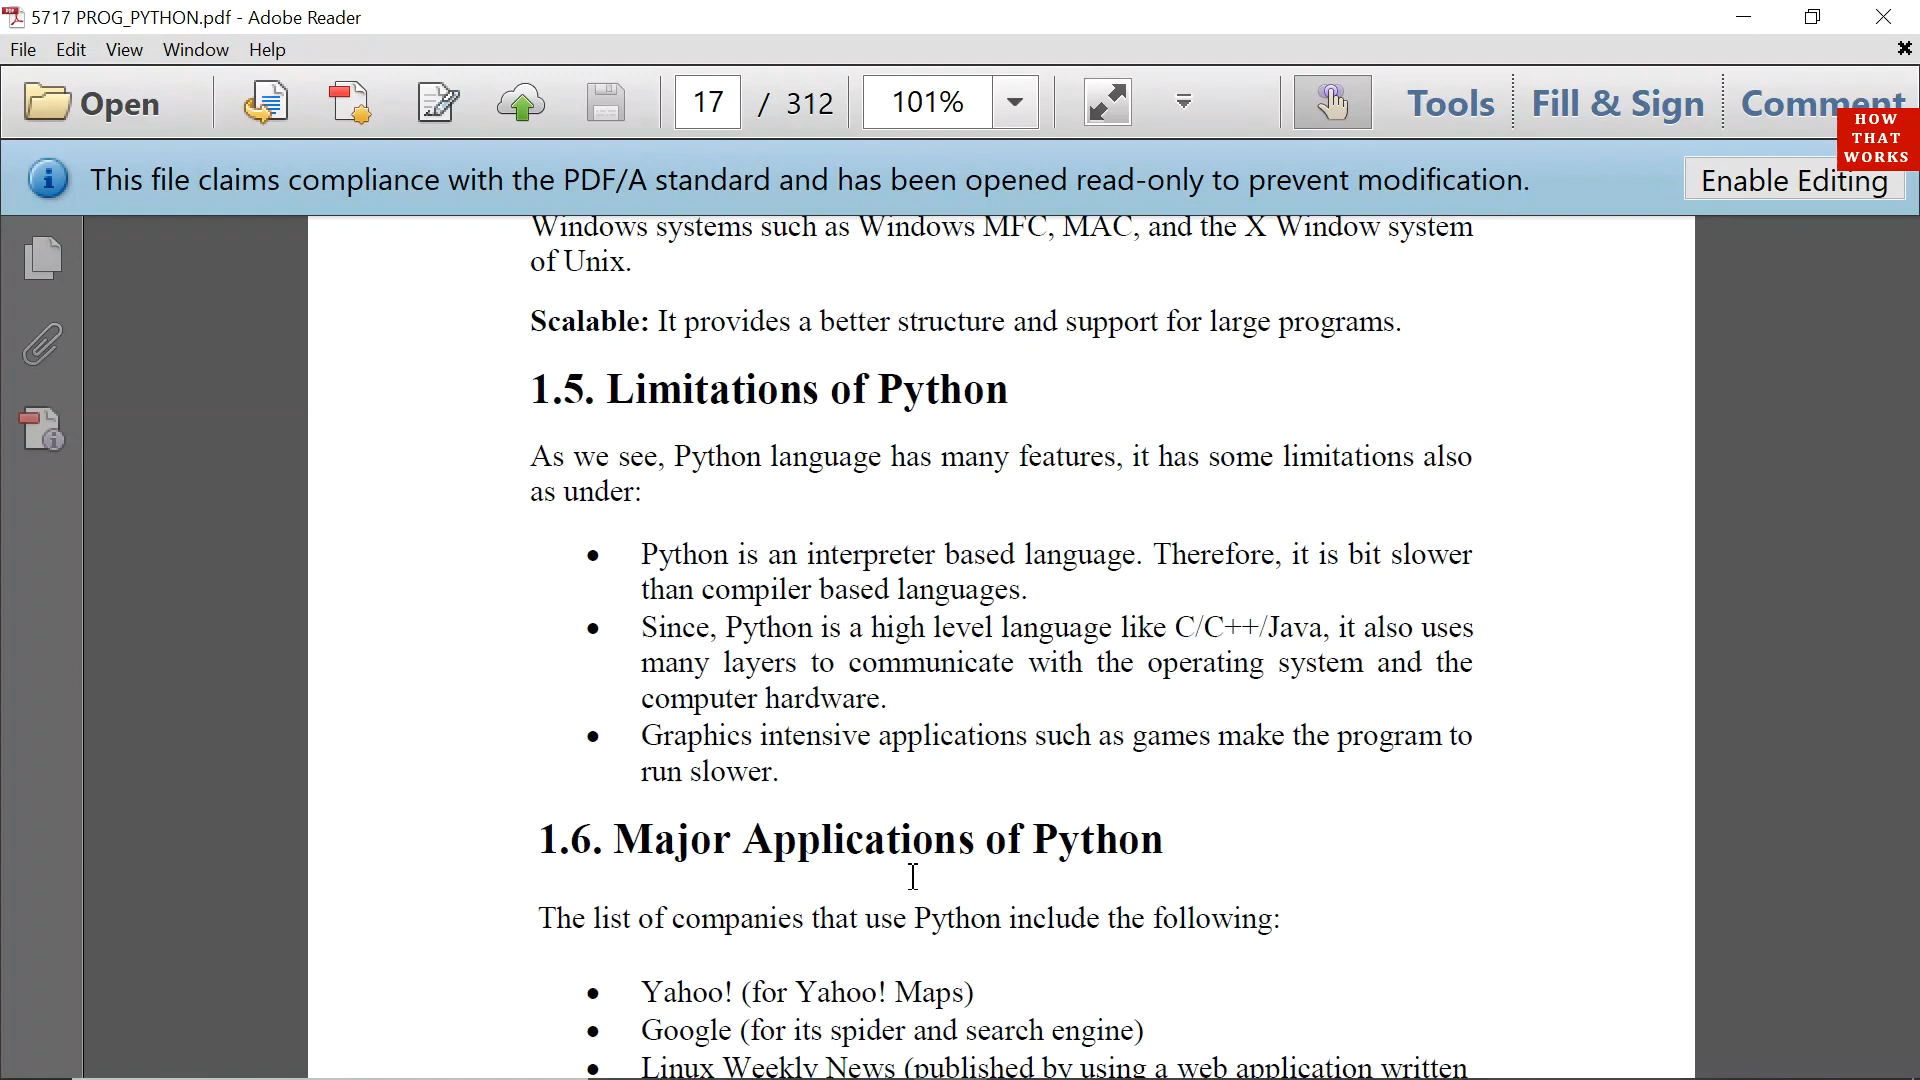 5717 PROG_PYTHON.pdf - Adobe Reader
File Edit View Window Help
Open 17 / 312 101% Tools Fill & Sign Comment
HOW
THAT
WORKS
This file claims compliance with the PDF/A standard and has been opened read-only to prevent modification. Enable Editing
Windows systems such as Windows MFC, MAC, and the X Window system
of Unix.
Scalable: It provides a better structure and support for large programs.
1.5. Limitations of Python
As we see, Python language has many features, it has some limitations also
as under:
• Python is an interpreter based language. Therefore, it is bit slower
than compiler based languages.
• Since, Python is a high level language like C/C++/Java, it also uses
many layers to communicate with the operating system and the
computer hardware.
• Graphics intensive applications such as games make the program to
run slower.
1.6. Major Applications of Python
The list of companies that use Python include the following:
• Yahoo! (for Yahoo! Maps)
• Google (for its spider and search engine)
• Linux Weekly News (published by using a web application written